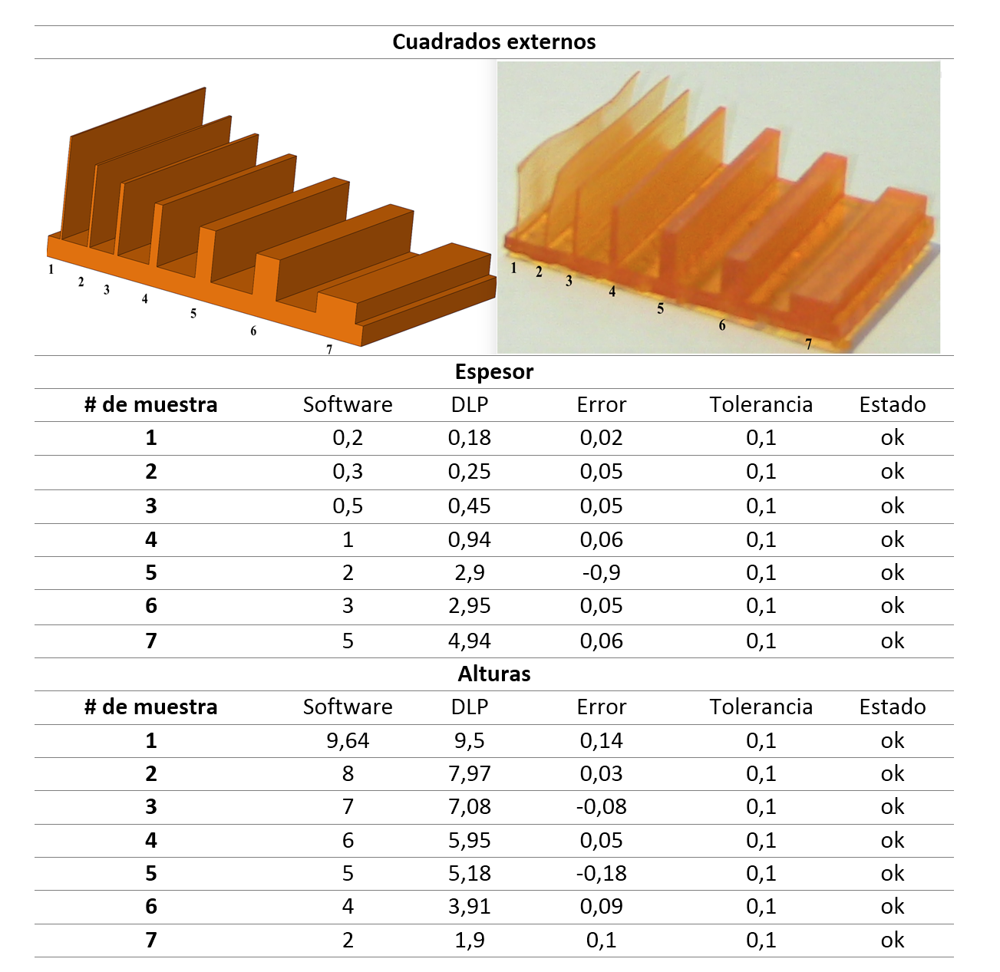 Cuadrados externos
1
2
3
4
5
6
7
1
2
3
4
5
6
7
Espesor
# de muestra Software DLP Error Tolerancia Estado
1 0,2 0,18 0,02 0,1 ok
2 0,3 0,25 0,05 0,1 ok
3 0,5 0,45 0,05 0,1 ok
4 1 0,94 0,06 0,1 ok
5 2 2,9 -0,9 0,1 ok
6 3 2,95 0,05 0,1 ok
7 5 4,94 0,06 0,1 ok
Alturas
# de muestra Software DLP Error Tolerancia Estado
1 9,64 9,5 0,14 0,1 ok
2 8 7,97 0,03 0,1 ok
3 7 7,08 -0,08 0,1 ok
4 6 5,95 0,05 0,1 ok
5 5 5,18 -0,18 0,1 ok
6 4 3,91 0,09 0,1 ok
7 2 1,9 0,1 0,1 ok